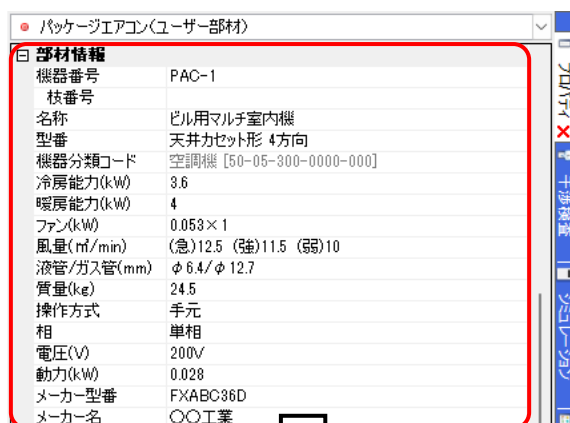 パッケージエアコン(ユーザー部材)
部材情報
機器番号 PAC-1
枝番号
名称 ビル用マルチ室内機
型番 天井カセット形 4方向
機器分類コード 空調機 [50-05-300-0000-000]
冷房能力(kW) 3.6
暖房能力(kW) 4
ファン(kW) 0.053×1
風量(㎥/min) (急)12.5 (強)11.5 (弱)10
液管/ガス管(mm) φ6.4/φ12.7
質量(kg) 24.5
操作方式 手元
相 単相
電圧(V) 200V
動力(kW) 0.028
メーカー型番 FXABC36D
メーカー名 〇〇工業
プロパティ
干渉検査
シミュレーション